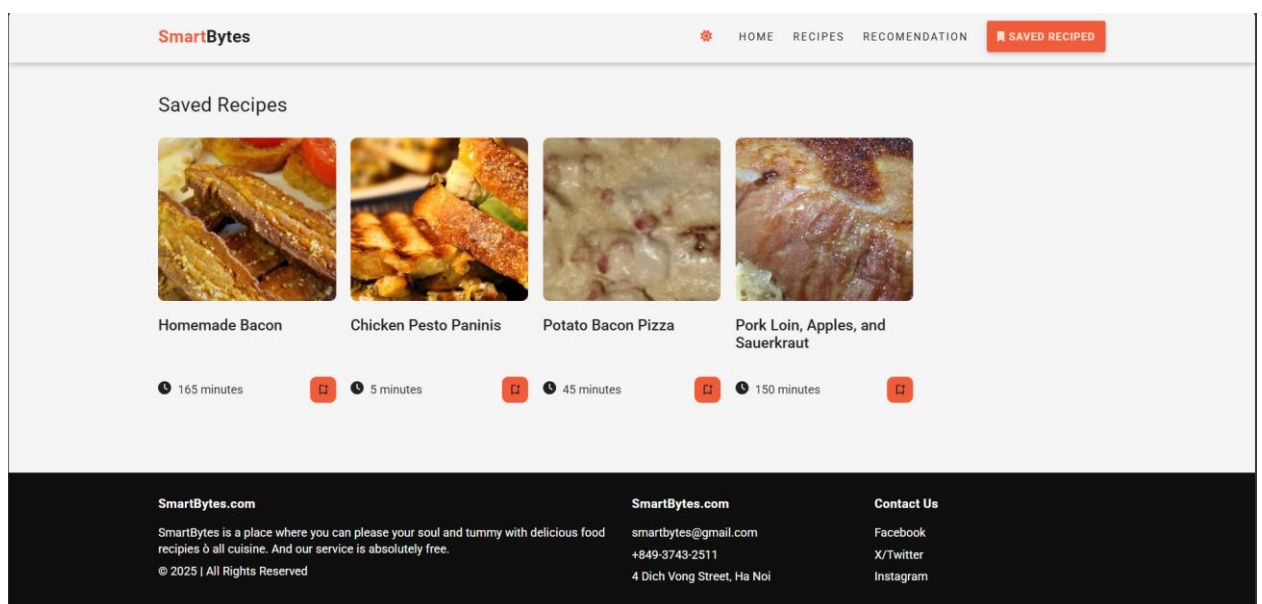 SmartBytes
HOME RECIPES RECOMENDATION SAVED RECIPED
Saved Recipes
Homemade Bacon
165 minutes
Chicken Pesto Paninis
5 minutes
Potato Bacon Pizza
45 minutes
Pork Loin, Apples, and
Sauerkraut
150 minutes
SmartBytes.com
SmartBytes is a place where you can please your soul and tummy with delicious food
recipies ò all cuisine. And our service is absolutely free.
© 2025 | All Rights Reserved
SmartBytes.com
smartbytes@gmail.com
+849-3743-2511
4 Dich Vong Street, Ha Noi
Contact Us
Facebook
X/Twitter
Instagram